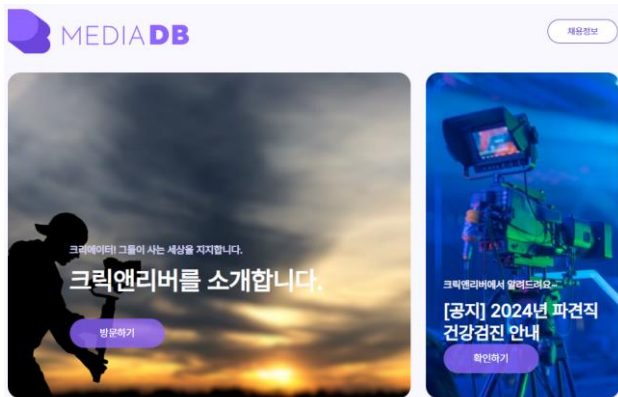 MEDIADB
채용정보
크리에이터! 그들이 사는 세상을 지지합니다.
크릭앤리버를 소개합니다.
방문하기
크릭앤리버에서 알려드려요~
[공지] 2024년 파견직
건강검진 안내
확인하기